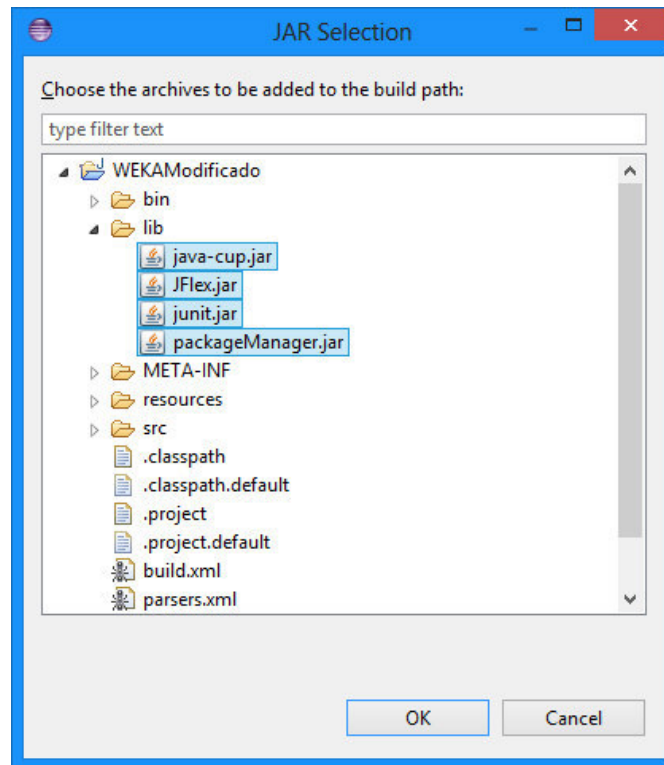 JAR Selection
Choose the archives to be added to the build path:
type filter text
WEKAModificado
bin
lib
java-cup.jar
JFlex.jar
junit.jar
packageManager.jar
META-INF
resources
src
.classpath
.classpath.default
.project
.project.default
build.xml
parsers.xml
OK Cancel